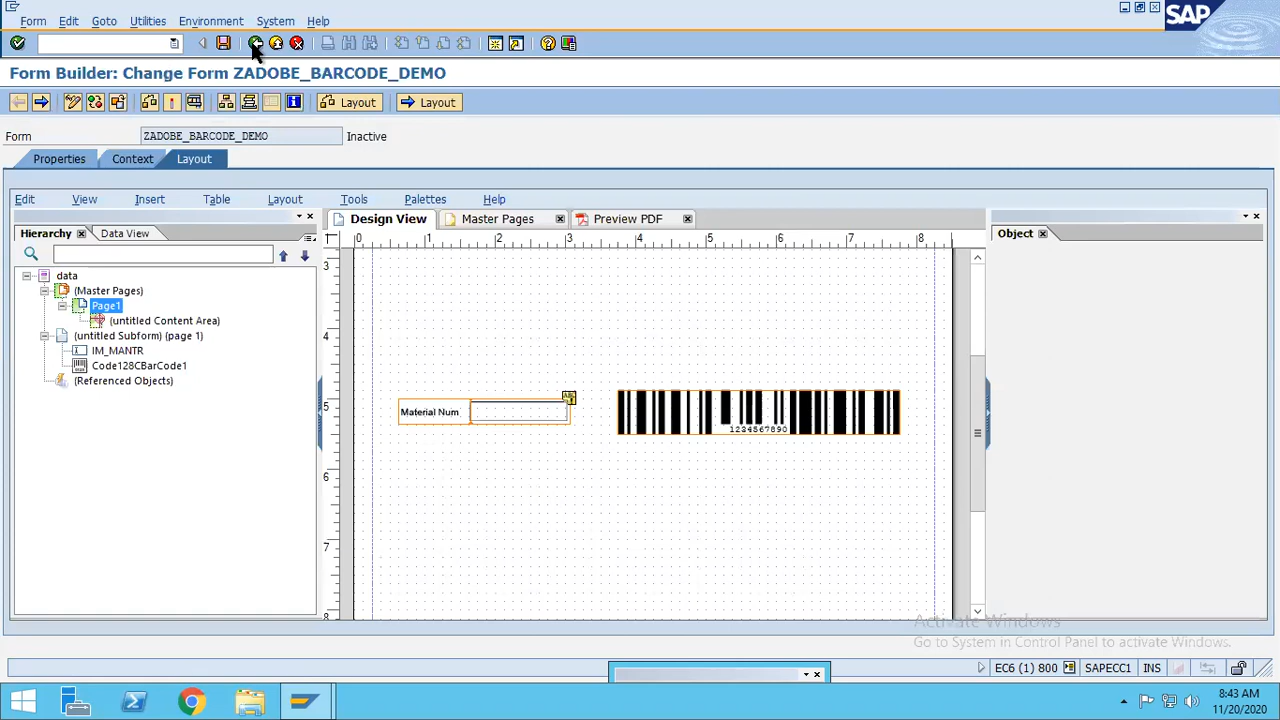 Form Edit Goto Utilities Environment System Help
SAP
Form Builder: Change Form ZADOBE_BARCODE_DEMO
Layout Layout
Form ZADOBE_BARCODE_DEMO Inactive
Properties Context Layout
Edit View Insert Table Layout Tools Palettes Help
Hierarchy Data View
Design View Master Pages Preview PDF
Object
0 1 2 3 4 5 6 7 8
3
4
5
6
7
8
data
(Master Pages)
Page1
(untitled Content Area)
(untitled Subform) (page 1)
IM_MANTR
Code128CBarCode1
(Referenced Objects)
Material Num
1234567890
Activate Windows
Go to System in Control Panel to activate Windows.
EC6 (1) 800 SAPECC1 INS
8:43 AM
11/20/2020